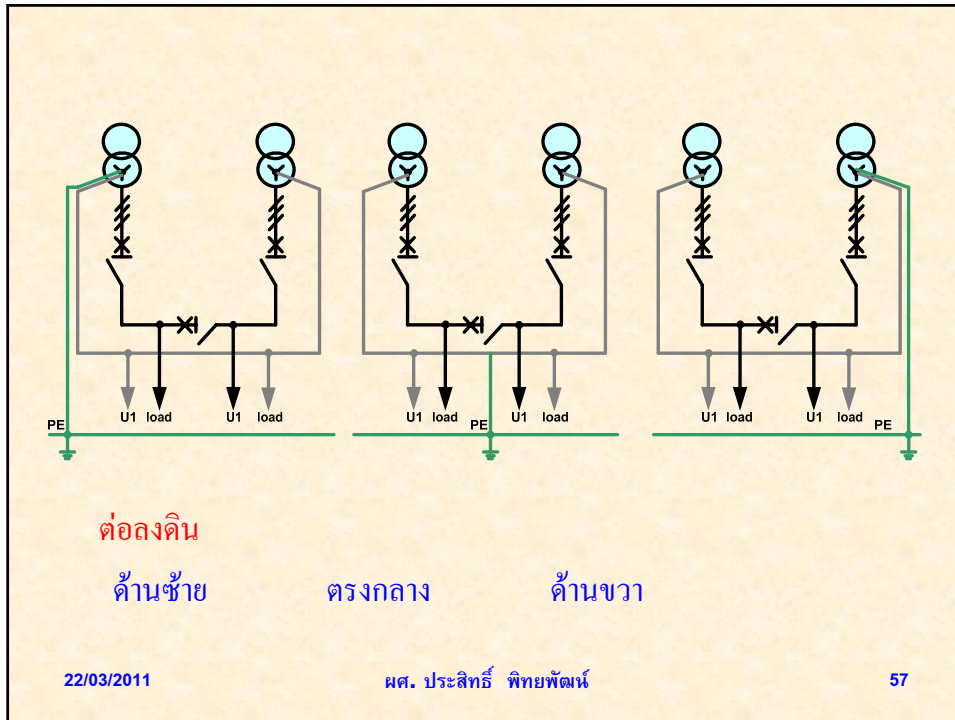 U1 load U1 load U1 load U1 load U1 load U1 load
PE PE PE
ต่อลงดิน
ด้านซ้าย ตรงกลาง ด้านขวา
22/03/2011 ผศ. ประสิทธิ์ พิทยพัฒน์ 57